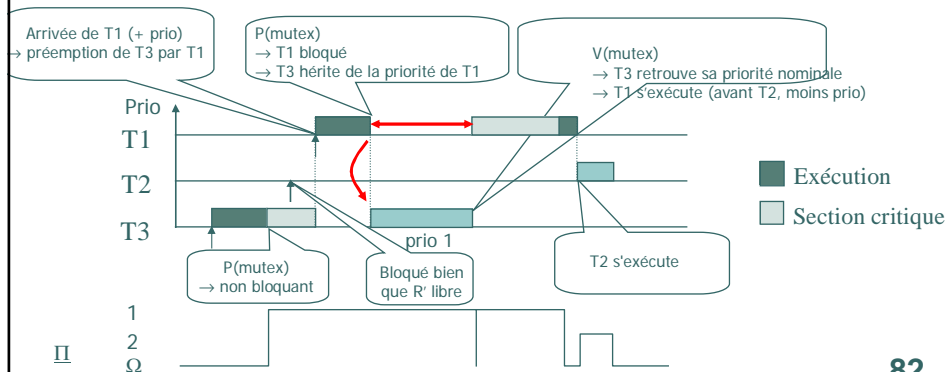 Arrivée de T1 (+ prio)
→ préemption de T3 par T1
P(mutex)
→ T1 bloqué
→ T3 hérite de la priorité de T1
V(mutex)
→ T3 retrouve sa priorité nominale
→ T1 s'exécute (avant T2, moins prio)
Prio
T1
T2
T3
prio 1
Exécution
Section critique
P(mutex)
→ non bloquant
Bloqué bien
que R' libre
T2 s'exécute
1
2
Π
Ω
82